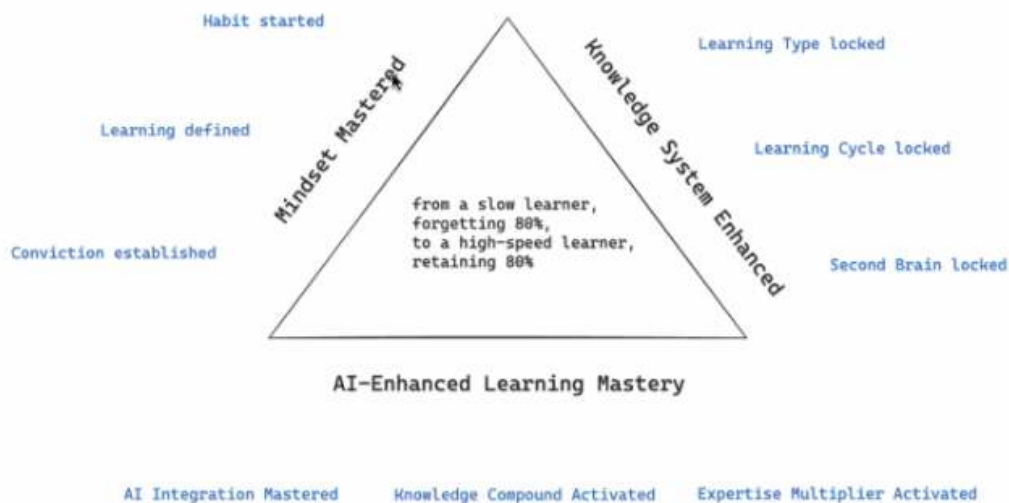 Habit started
Learning Type locked
Mindset Mastered
Knowledge System Enhanced
Learning defined
Learning Cycle locked
from a slow learner,
forgetting 80%,
to a high-speed learner,
retaining 80%
Conviction established
Second Brain locked
AI-Enhanced Learning Mastery
AI Integration Mastered
Knowledge Compound Activated
Expertise Multiplier Activated